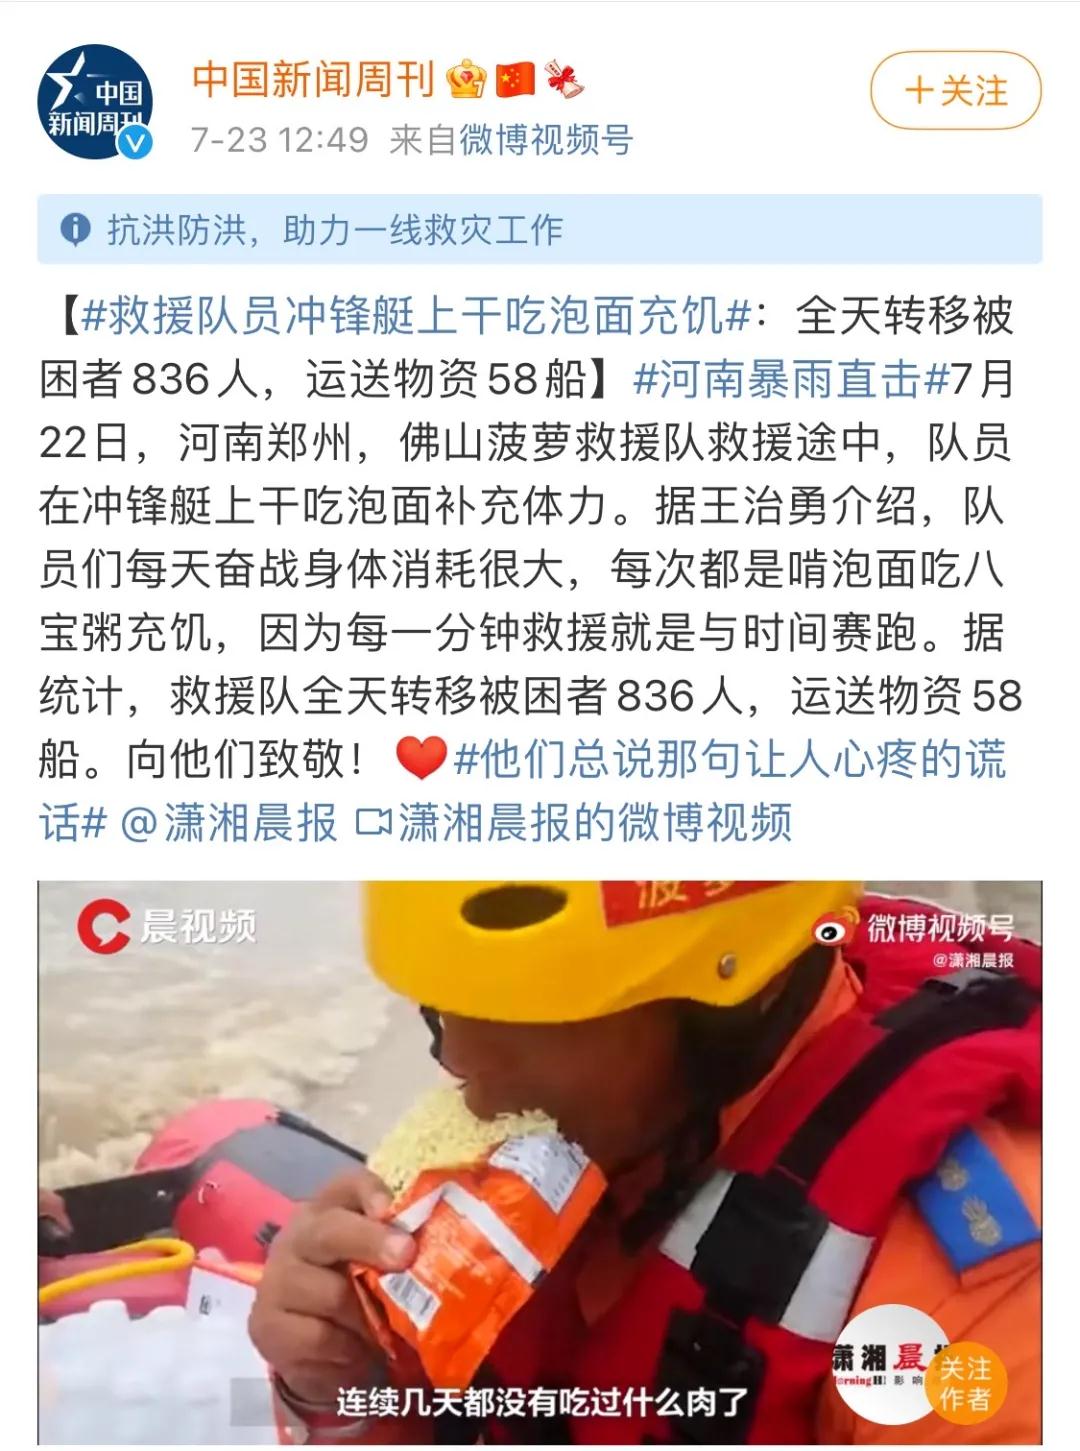 中国
新闻周刊
中国新闻周刊
+关注
7-23 12:49 来自微博视频号
抗洪防洪，助力一线救灾工作
【#救援队员冲锋艇上干吃泡面充饥#：全天转移被
困者836人，运送物资58船】#河南暴雨直击#7月
22日，河南郑州，佛山菠萝救援队救援途中，队员
在冲锋艇上干吃泡面补充体力。据王治勇介绍，队
员们每天奋战身体消耗很大，每次都是啃泡面吃八
宝粥充饥，因为每一分钟救援就是与时间赛跑。据
统计，救援队全天转移被困者836人，运送物资58
船。向他们致敬！❤️#他们总说那句让人心疼的谎
话# @潇湘晨报 潇湘晨报的微博视频
晨视频
微博视频号
@潇湘晨报
潇湘晨
影响
关注
作者
连续几天都没有吃过什么肉了